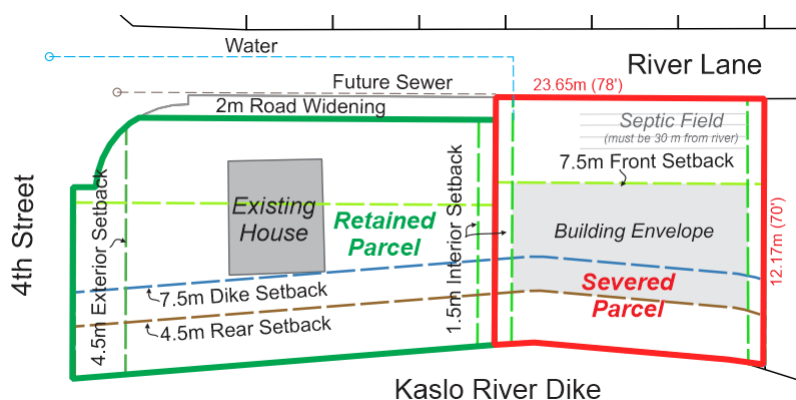 Water
River Lane
Future Sewer
23.65m (78')
2m Road Widening
Septic Field
(must be 30 m from river)
7.5m Front Setback
4th Street
4.5m Exterior Setback
Existing
House
Retained
Parcel
1.5m Interior Setback
Building Envelope
12.17m (70')
7.5m Dike Setback
Severed
Parcel
4.5m Rear Setback
Kaslo River Dike